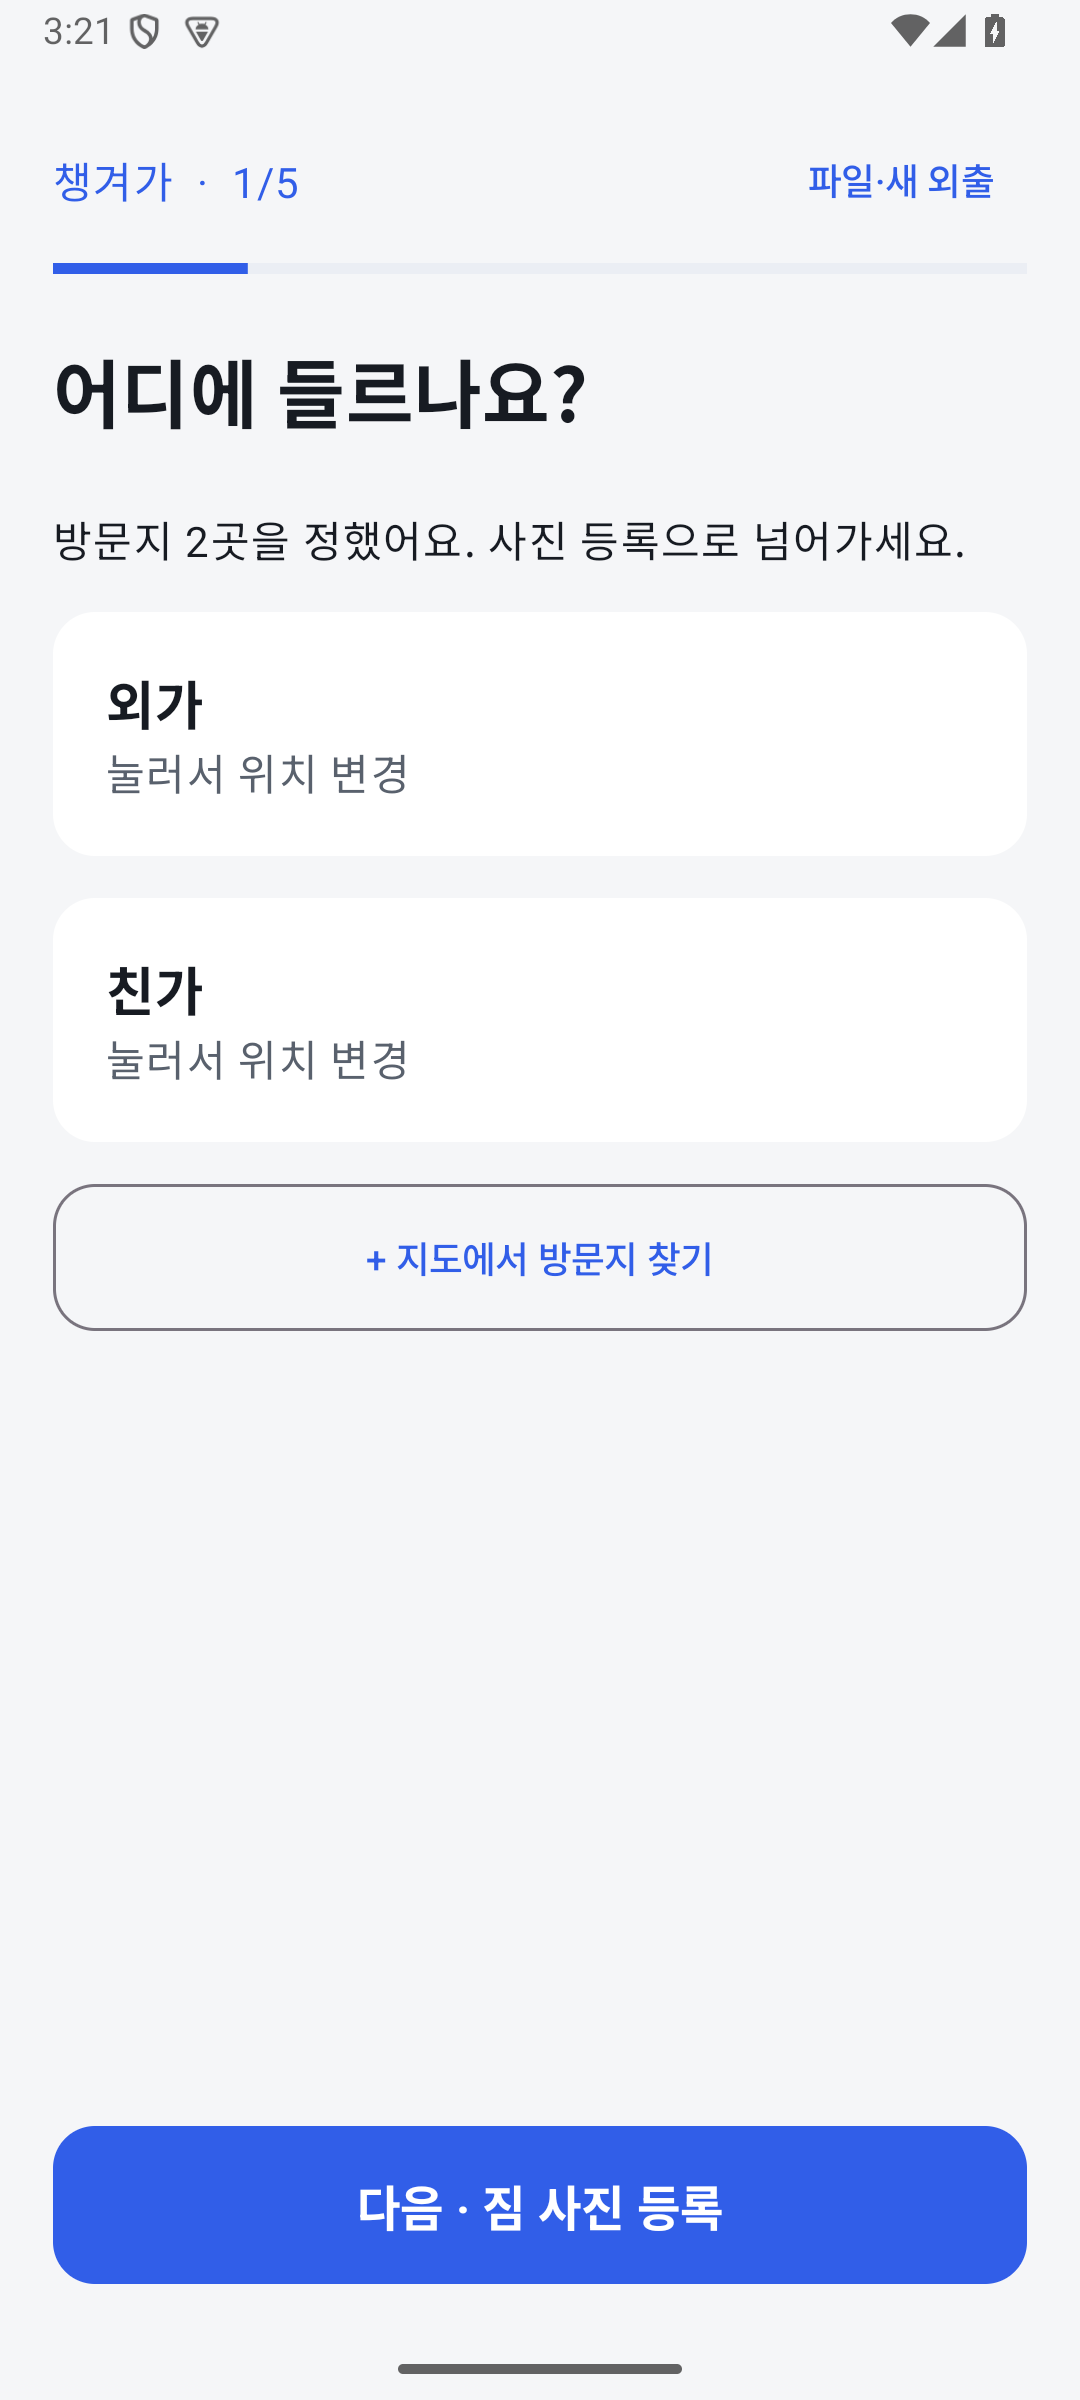 3:21
챙겨가 · 1/5
파일·새 외출
어디에 들르나요?
방문지 2곳을 정했어요. 사진 등록으로 넘어가세요.
외가
눌러서 위치 변경
친가
눌러서 위치 변경
+ 지도에서 방문지 찾기
다음 · 짐 사진 등록